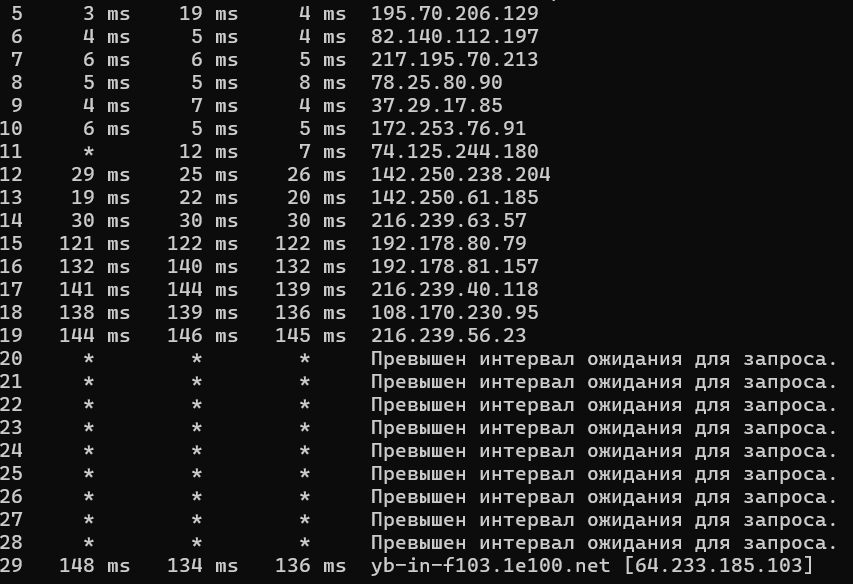 5 3 ms 19 ms 4 ms 195.70.206.129
6 4 ms 5 ms 4 ms 82.140.112.197
7 6 ms 6 ms 5 ms 217.195.70.213
8 5 ms 5 ms 8 ms 78.25.80.90
9 4 ms 7 ms 4 ms 37.29.17.85
10 6 ms 5 ms 5 ms 172.253.76.91
11 * 12 ms 7 ms 74.125.244.180
12 29 ms 25 ms 26 ms 142.250.238.204
13 19 ms 22 ms 20 ms 142.250.61.185
14 30 ms 30 ms 30 ms 216.239.63.57
15 121 ms 122 ms 122 ms 192.178.80.79
16 132 ms 140 ms 132 ms 192.178.81.157
17 141 ms 144 ms 139 ms 216.239.40.118
18 138 ms 139 ms 136 ms 108.170.230.95
19 144 ms 146 ms 145 ms 216.239.56.23
20 * * * Превышен интервал ожидания для запроса.
21 * * * Превышен интервал ожидания для запроса.
22 * * * Превышен интервал ожидания для запроса.
23 * * * Превышен интервал ожидания для запроса.
24 * * * Превышен интервал ожидания для запроса.
25 * * * Превышен интервал ожидания для запроса.
26 * * * Превышен интервал ожидания для запроса.
27 * * * Превышен интервал ожидания для запроса.
28 * * * Превышен интервал ожидания для запроса.
29 148 ms 134 ms 136 ms yb-in-f103.1e100.net [64.233.185.103]